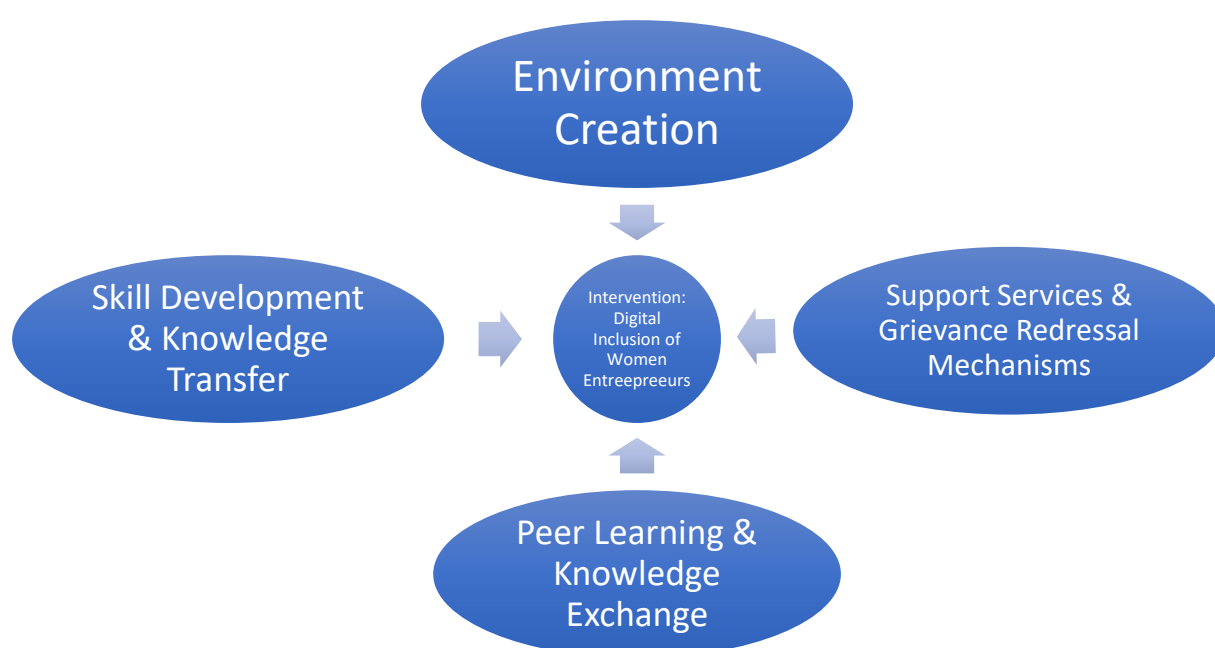 Environment
Creation
Skill Development
& Knowledge
Transfer
Intervention:
Digital
Inclusion of
Women
Entreepreeurs
Support Services &
Grievance Redressal
Mechanisms
Peer Learning &
Knowledge
Exchange